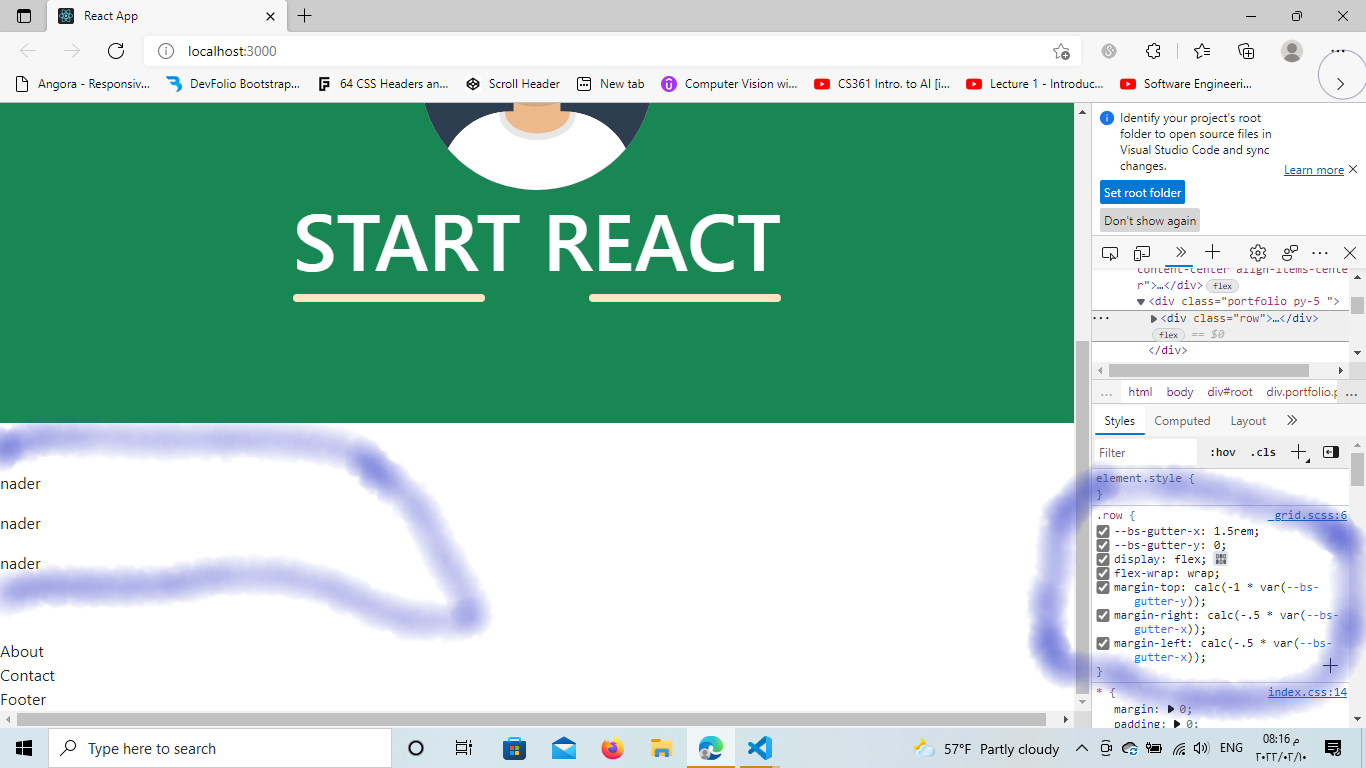 React App
localhost:3000
Angora - Responsiv... DevFolio Bootstrap... 64 CSS Headers an... Scroll Header New tab Computer Vision wi... CS361 Intro. to AI [i... Lecture 1 - Introduc... Software Engineeri...
START REACT
nader
nader
nader
About
Contact
Footer
Identify your project's root
folder to open source files in
Visual Studio Code and sync
changes.
Learn more
Set root folder
Don't show again
content-center align-items-cente
r">…</div> flex
<div class="portfolio py-5 ">
<div class="row">…</div>
flex == $0
</div>
... html body div#root div.portfolio.p ...
Styles Computed Layout
Filter :hov .cls
element.style {
}
.row { _grid.scss:6
--bs-gutter-x: 1.5rem;
--bs-gutter-y: 0;
display: flex;
flex-wrap: wrap;
margin-top: calc(-1 * var(--bs-
gutter-y));
margin-right: calc(-.5 * var(--bs-
gutter-x));
margin-left: calc(-.5 * var(--bs-
gutter-x));
}
* { index.css:14
margin: 0;
padding: 0;
Type here to search
57°F Partly cloudy
ENG
08:16 م
٢٠٢٢/٠٢/١٠